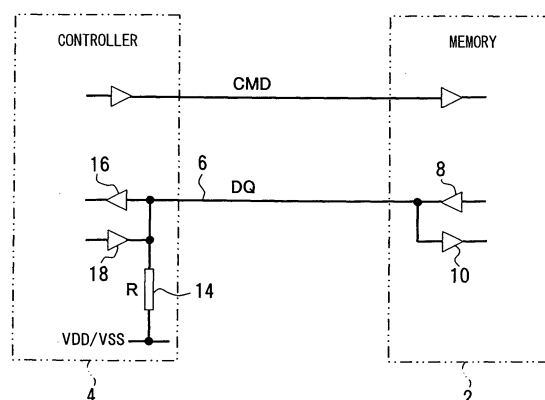 CONTROLLER
MEMORY
CMD
16
6
DQ
8
18
R
14
10
VDD/VSS
4
2